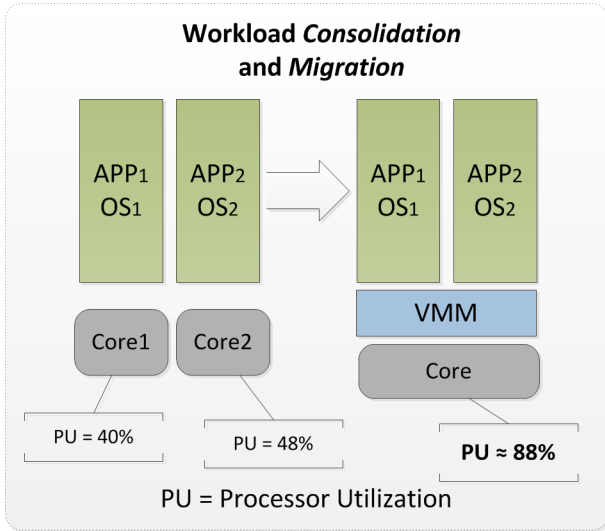 Workload Consolidation
and Migration
APP1
OS1
APP2
OS2
APP1
OS1
APP2
OS2
VMM
Core1
Core2
Core
PU = 40%
PU = 48%
PU ≈ 88%
PU = Processor Utilization